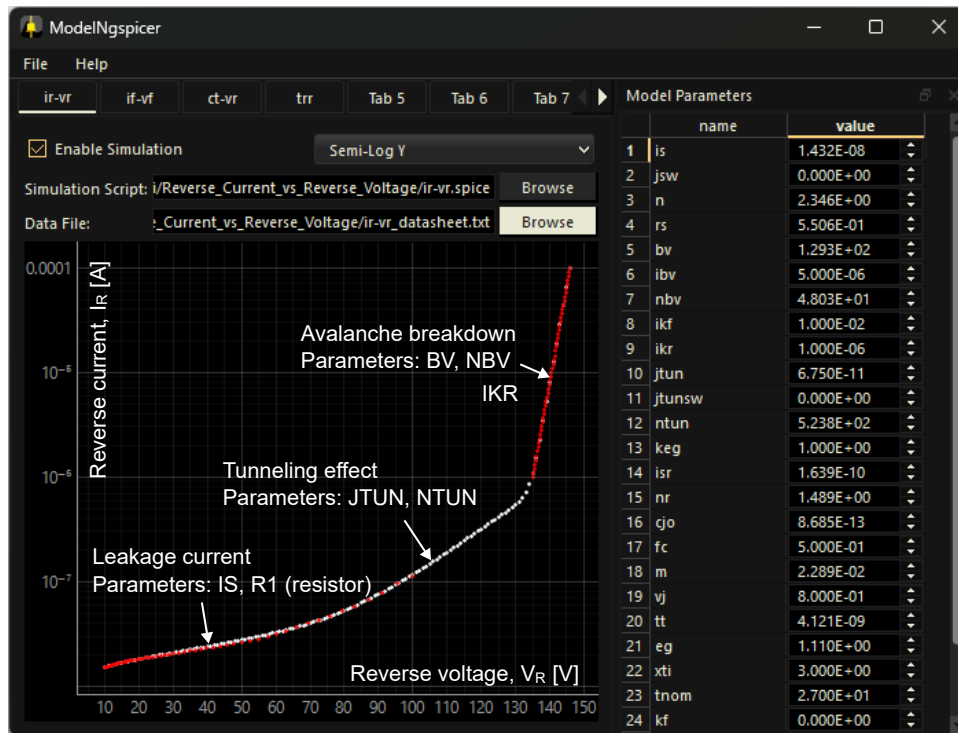 ModelNgspicer
File Help
ir-vr if-vf ct-vr trr Tab 5 Tab 6 Tab 7
Enable Simulation Semi-Log Y
Simulation Script: i/Reverse_Current_vs_Reverse_Voltage/ir-vr.spice Browse
Data File: e_Current_vs_Reverse_Voltage/ir-vr_datasheet.txt Browse
Reverse current, IR [A]
0.0001
10⁻⁵
10⁻⁶
10⁻⁷
Avalanche breakdown
Parameters: BV, NBV
IKR
Tunneling effect
Parameters: JTUN, NTUN
Leakage current
Parameters: IS, R1 (resistor)
Reverse voltage, VR [V]
10 20 30 40 50 60 70 80 90 100 110 120 130 140 150
Model Parameters
name value
1 is 1.432E-08
2 jsw 0.000E+00
3 n 2.346E+00
4 rs 5.506E-01
5 bv 1.293E+02
6 ibv 5.000E-06
7 nbv 4.803E+01
8 ikf 1.000E-02
9 ikr 1.000E-06
10 jtun 6.750E-11
11 jtunsw 0.000E+00
12 ntun 5.238E+02
13 keg 1.000E+00
14 isr 1.639E-10
15 nr 1.489E+00
16 cjo 8.685E-13
17 fc 5.000E-01
18 m 2.289E-02
19 vj 8.000E-01
20 tt 4.121E-09
21 eg 1.110E+00
22 xti 3.000E+00
23 tnom 2.700E+01
24 kf 0.000E+00